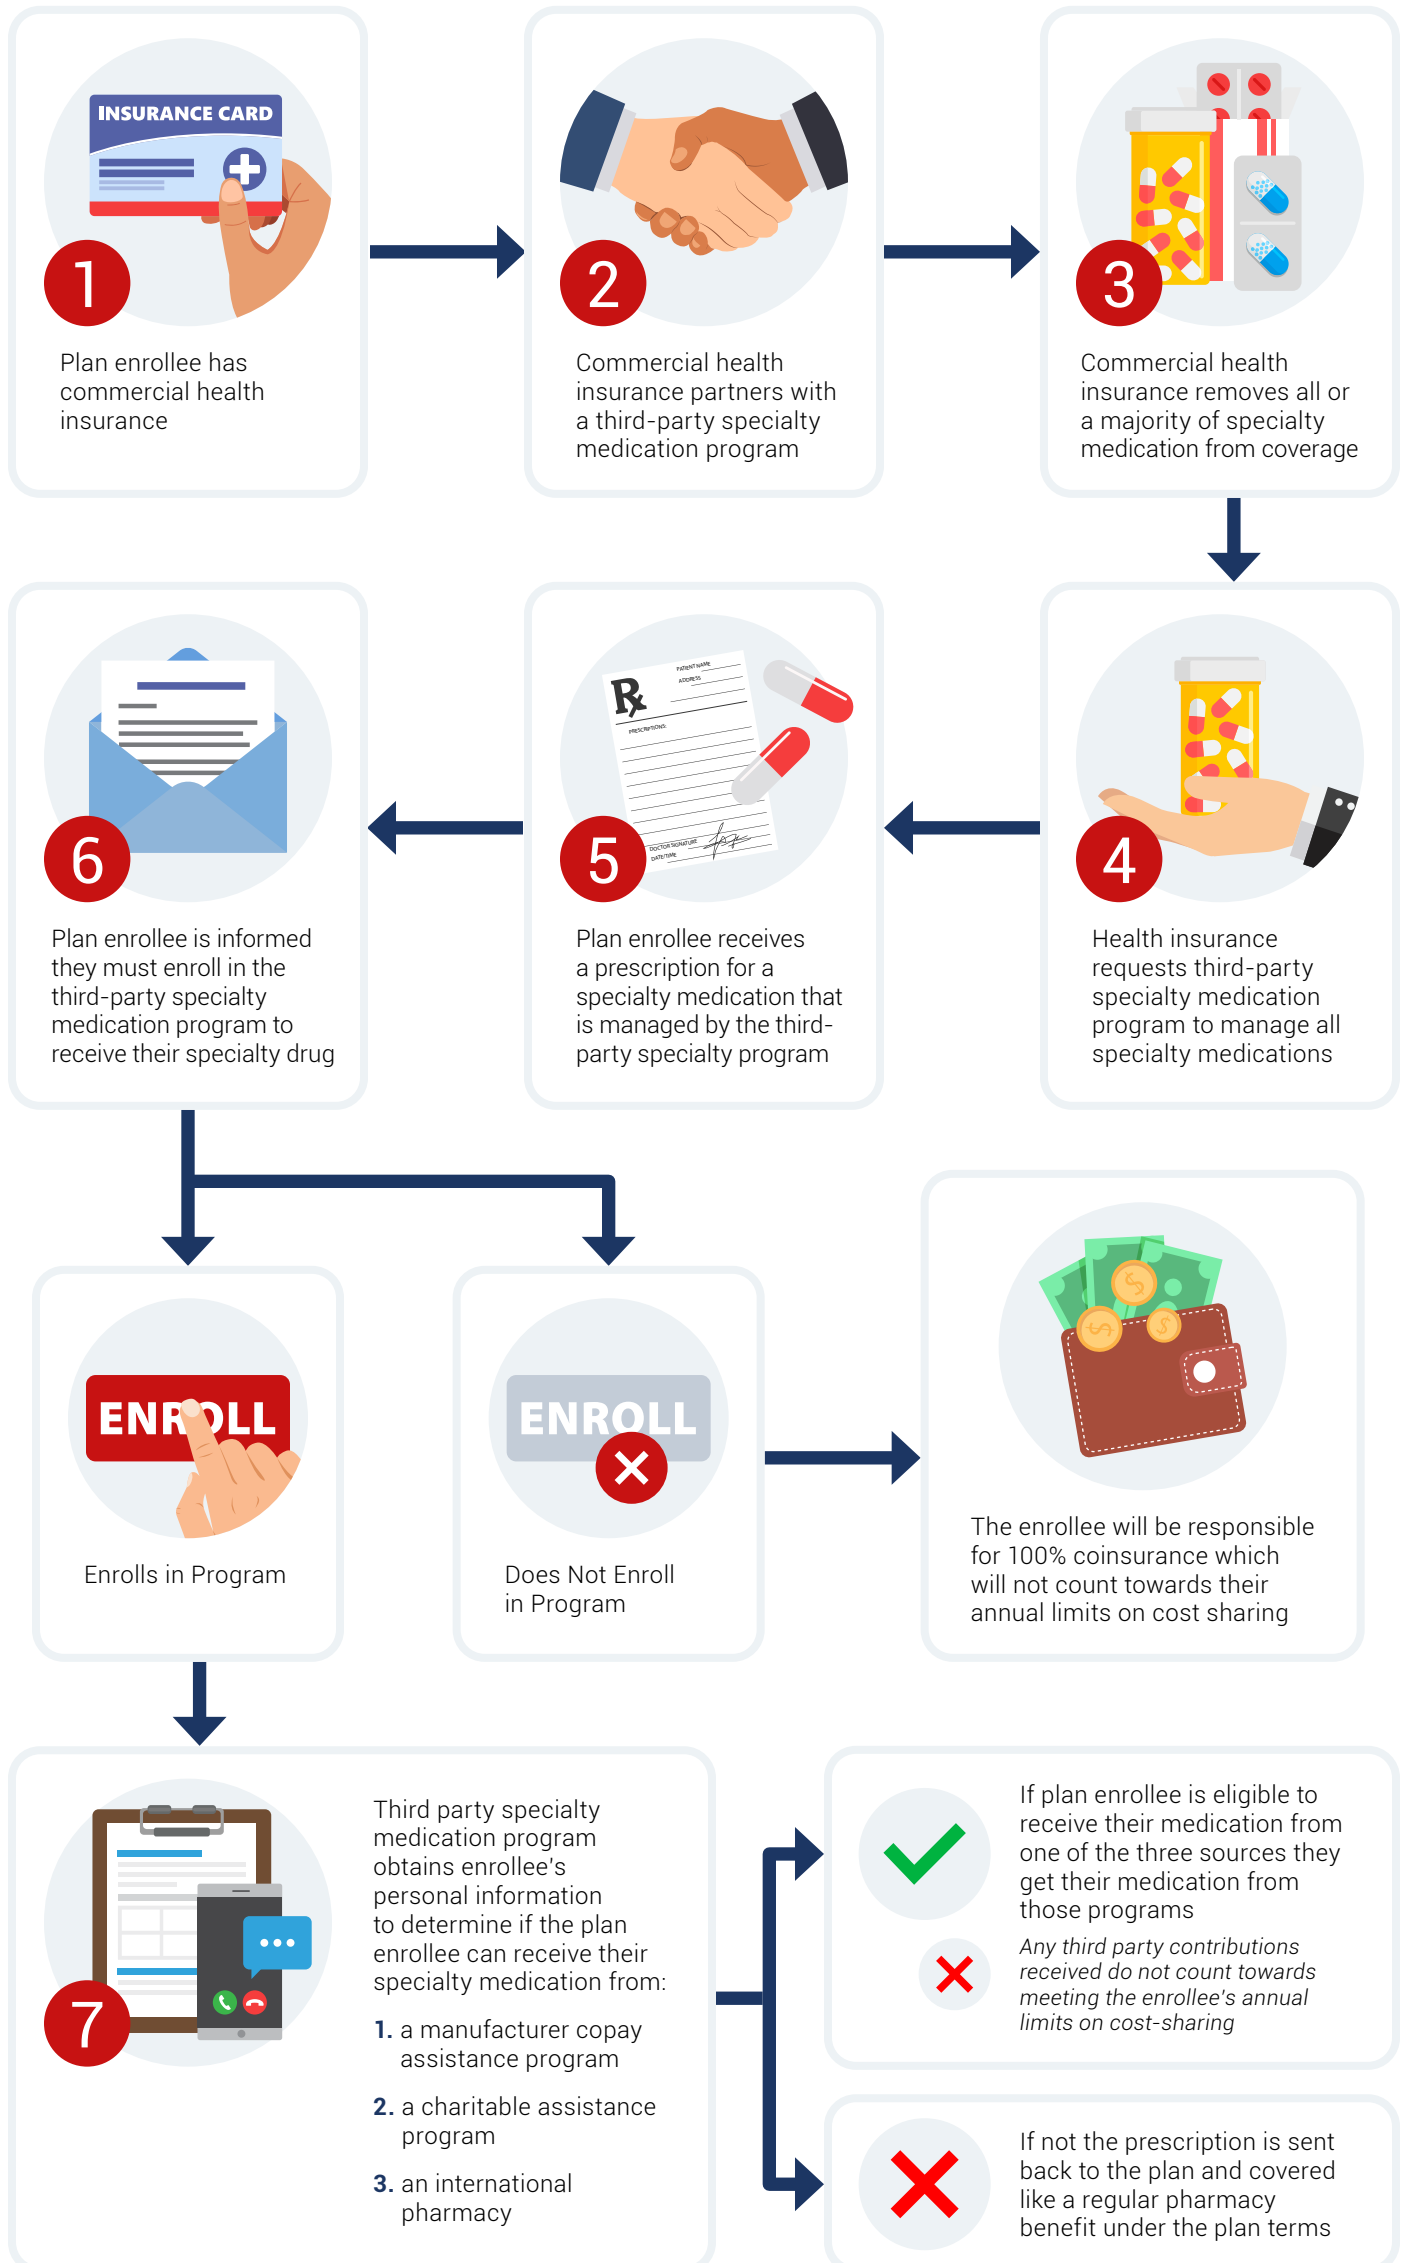 INSURANCE CARD
1
Plan enrollee has
commercial health
insurance
2
Commercial health
insurance partners with
a third-party specialty
medication program
3
Commercial health
insurance removes all or
a majority of specialty
medication from coverage
4
Health insurance
requests third-party
specialty medication
program to manage all
specialty medications
PATIENT NAME
ADDRESS
℞
PRESCRIPTIONS:
DOCTOR SIGNATURE
DATE/TIME
5
Plan enrollee receives
a prescription for a
specialty medication that
is managed by the third-
party specialty program
6
Plan enrollee is informed
they must enroll in the
third-party specialty
medication program to
receive their specialty drug
ENROLL
Enrolls in Program
ENROLL
Does Not Enroll
in Program
The enrollee will be responsible
for 100% coinsurance which
will not count towards their
annual limits on cost sharing
7
Third party specialty
medication program
obtains enrollee's
personal information
to determine if the plan
enrollee can receive their
specialty medication from:
1. a manufacturer copay
assistance program
2. a charitable assistance
program
3. an international
pharmacy
If plan enrollee is eligible to
receive their medication from
one of the three sources they
get their medication from
those programs
Any third party contributions
received do not count towards
meeting the enrollee's annual
limits on cost-sharing
If not the prescription is sent
back to the plan and covered
like a regular pharmacy
benefit under the plan terms